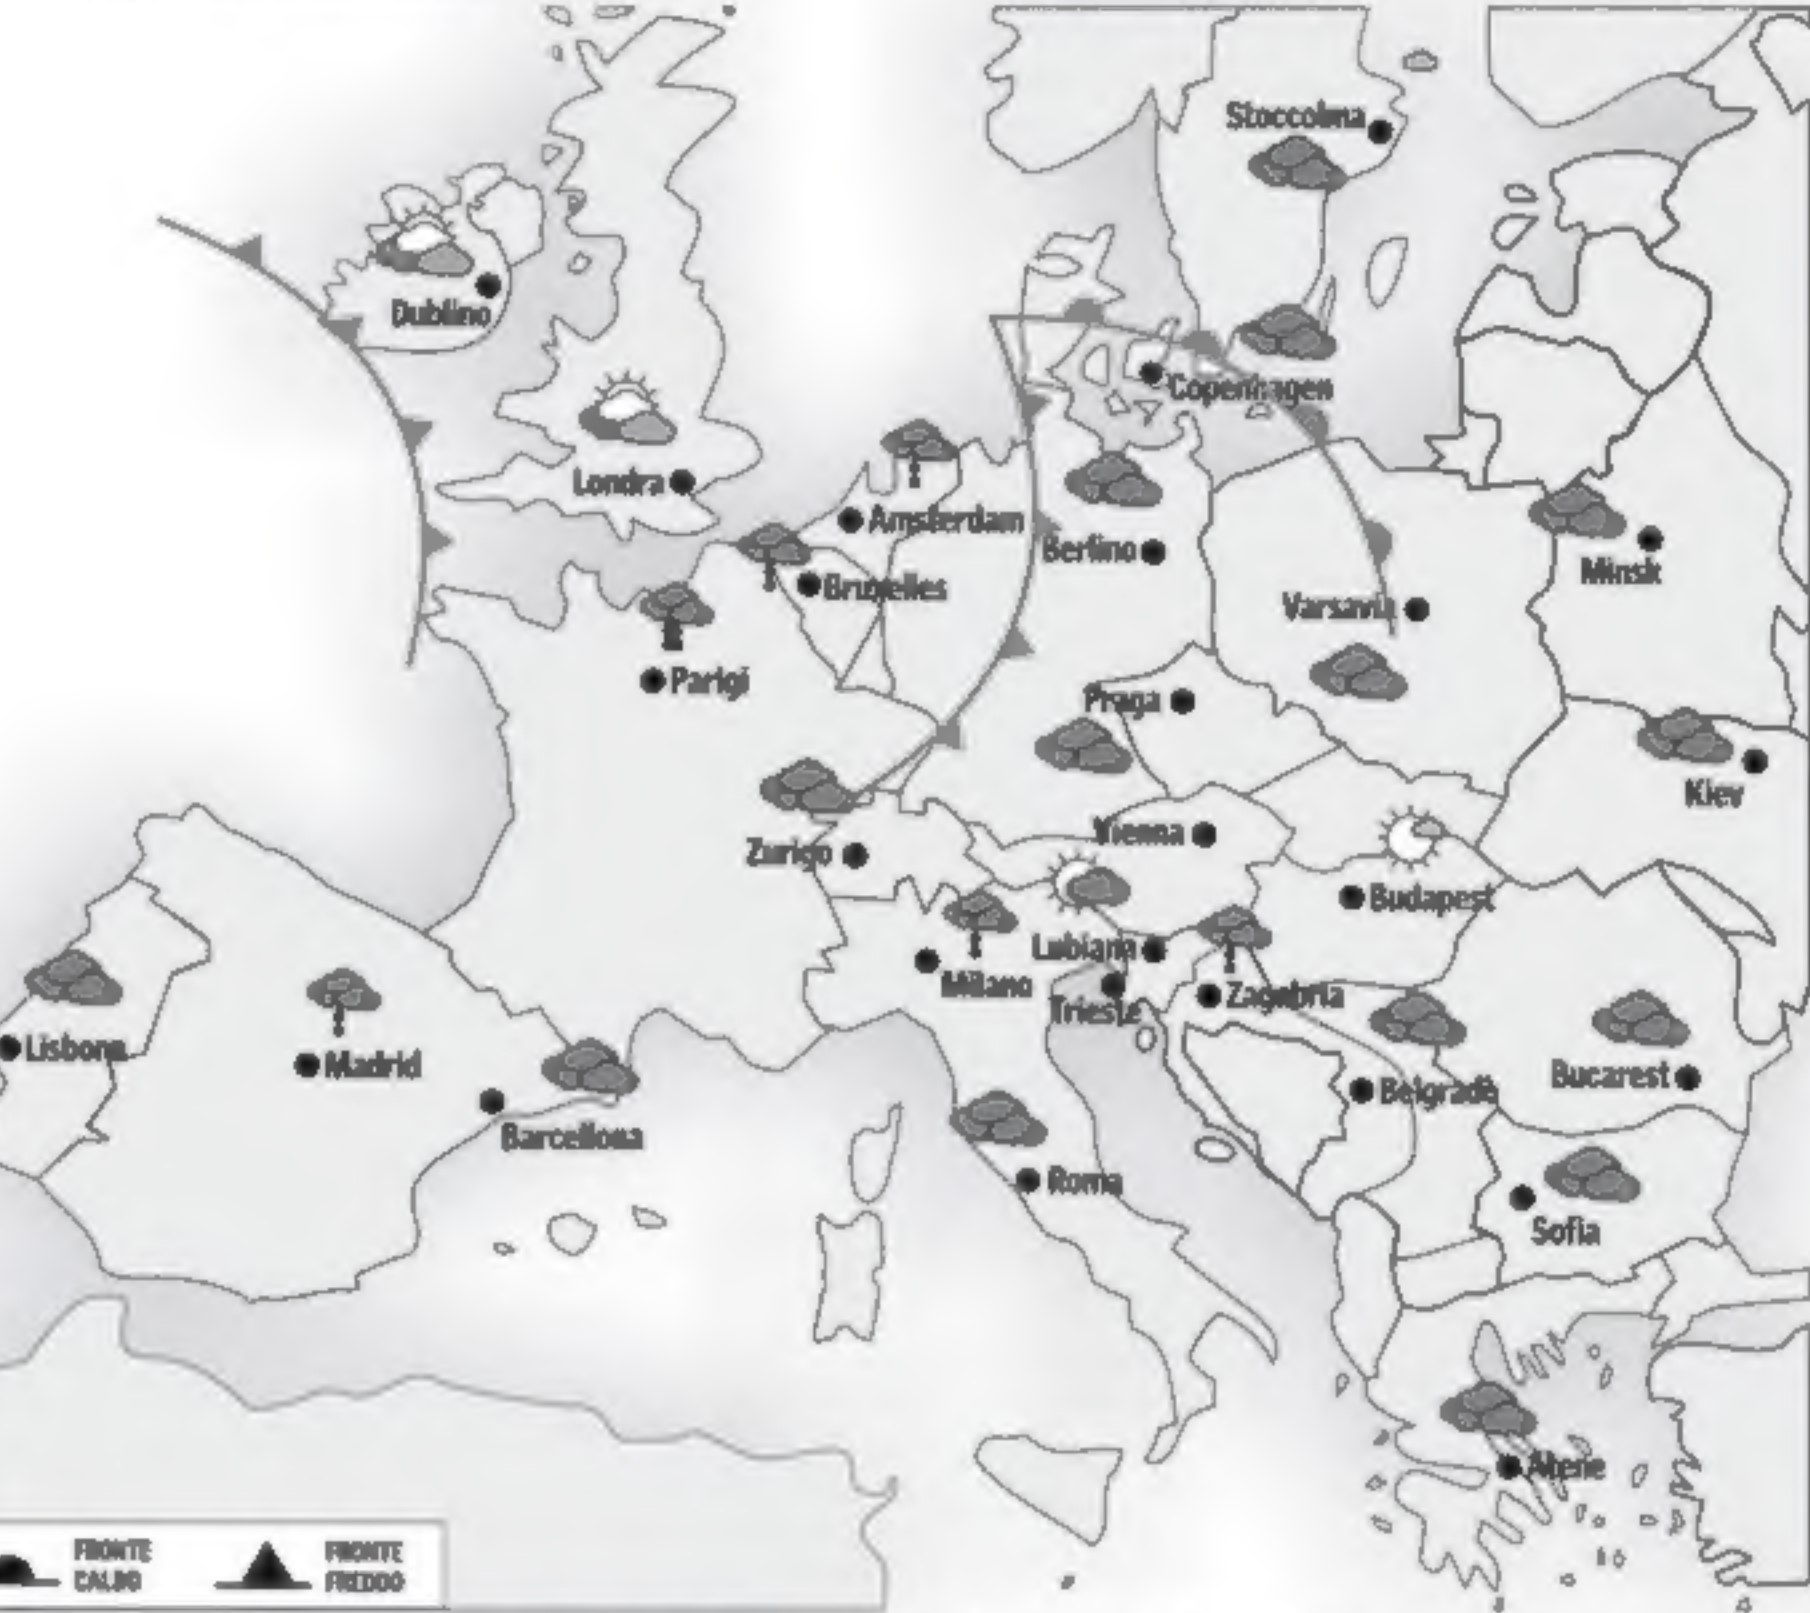 Stoccolma
Dublino
Copenhagen
Londra
Amsterdam
Berlino
Minsk
Bruxelles
Varsavia
Parigi
Praga
Kiev
Vienna
Zurigo
Budapest
Lubiana
Milano
Zagabria
Trieste
Lisbona
Madrid
Bucarest
Belgrado
Barcellona
Roma
Sofia
Atene
FRONTE
CALDO
FRONTE
FREDDO